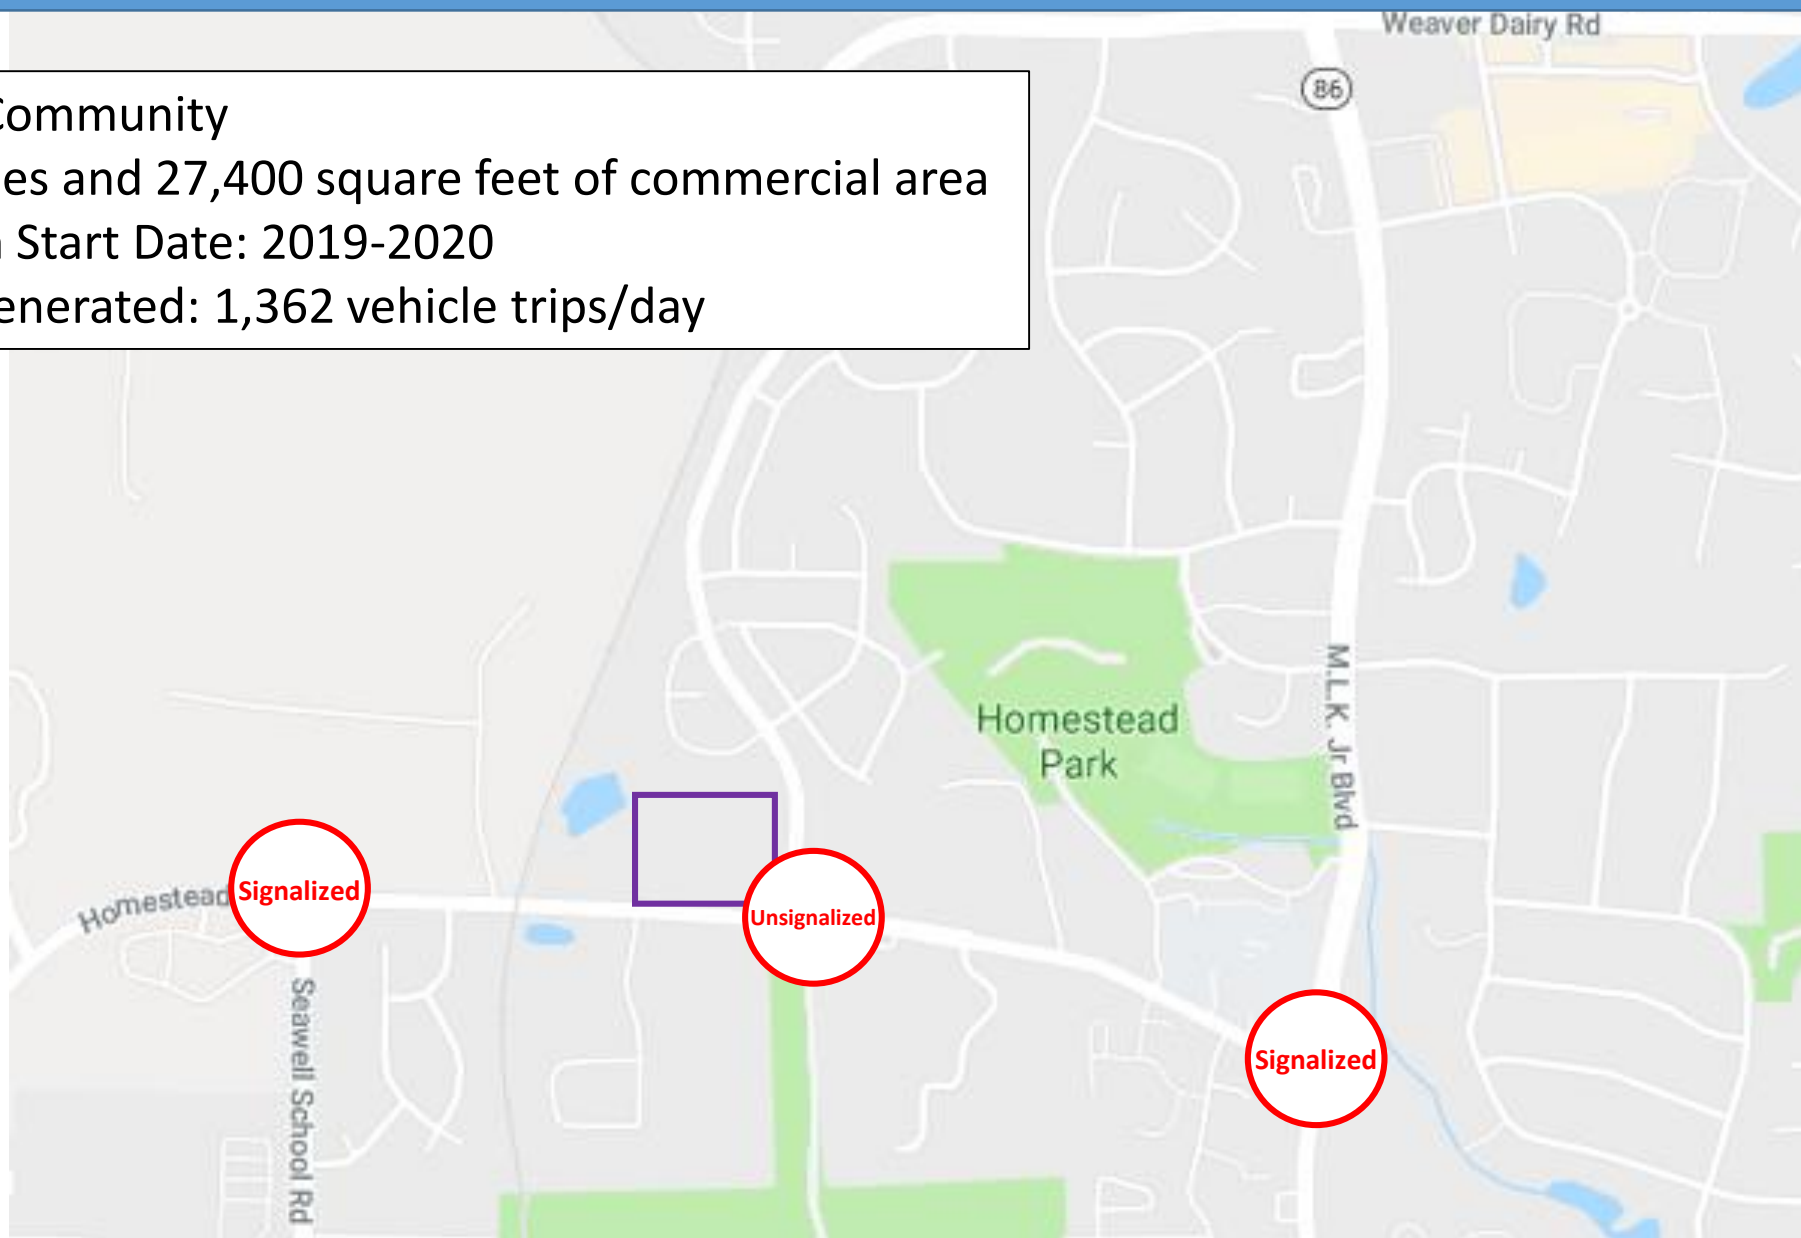 Weaver Dairy Rd
86
Community
es and 27,400 square feet of commercial area
Start Date: 2019-2020
enerated: 1,362 vehicle trips/day
M.L.K. Jr Blvd
Homestead
Park
Homestead
Signalized
Unsignalized
Signalized
Seawell School Rd